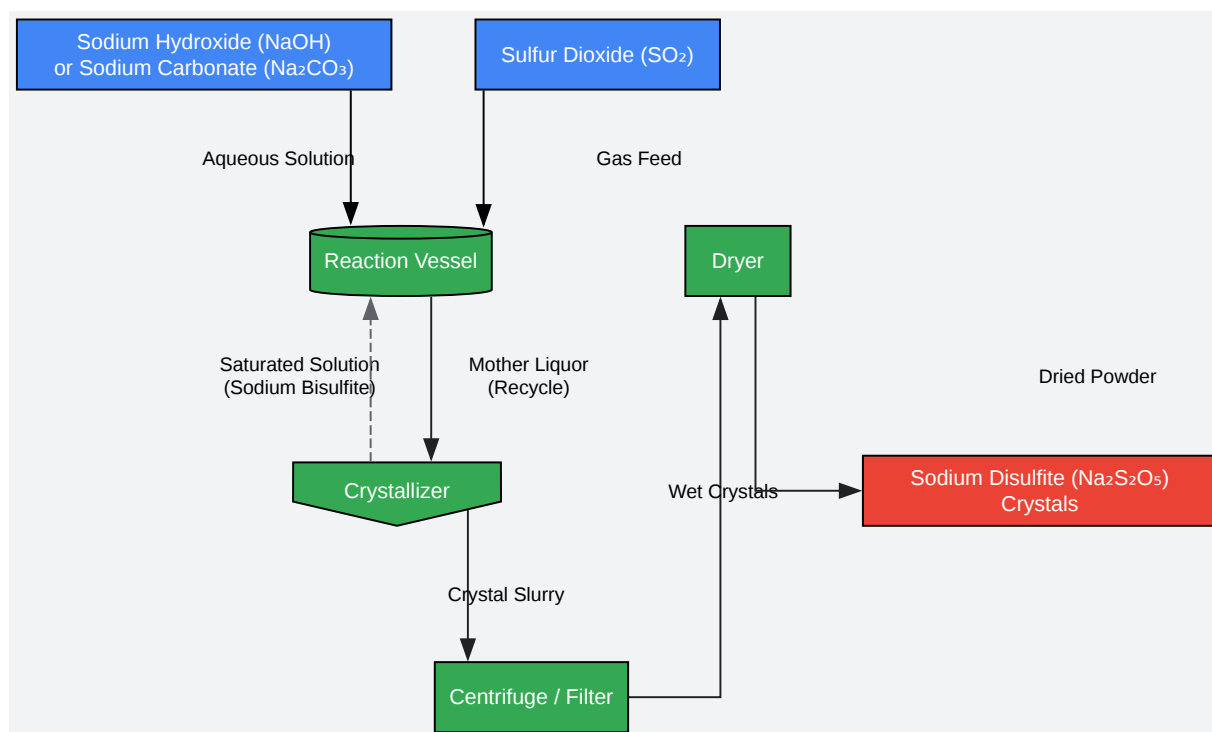 Sodium Hydroxide (NaOH)
or Sodium Carbonate (Na₂CO₃)
Sulfur Dioxide (SO₂)
Aqueous Solution
Gas Feed
Reaction Vessel
Dryer
Saturated Solution
(Sodium Bisulfite)
Mother Liquor
(Recycle)
Dried Powder
Crystallizer
Wet Crystals
Sodium Disulfite (Na₂S₂O₅)
Crystals
Crystal Slurry
Centrifuge / Filter